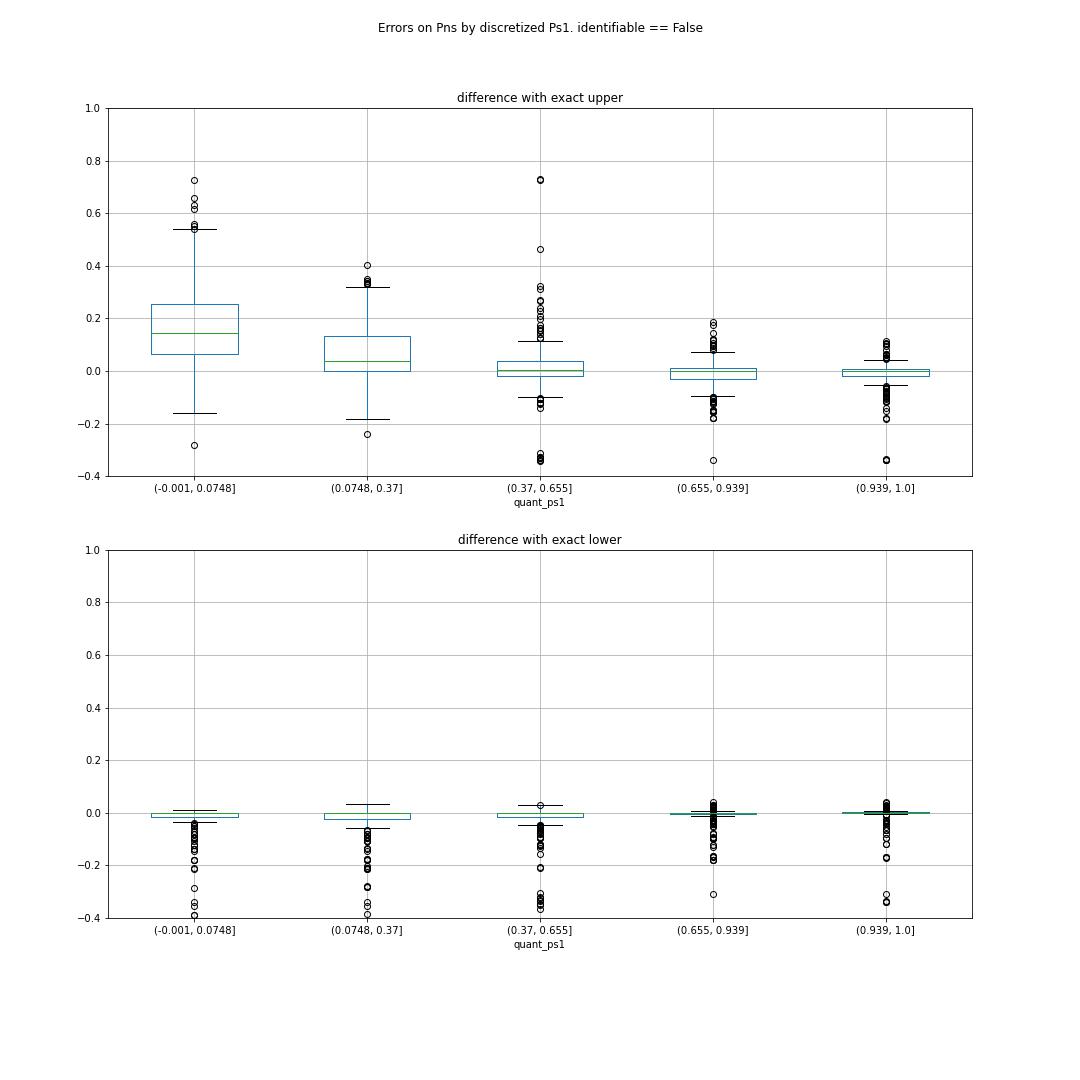 Errors on Pns by discretized Ps1. identifiable == False
difference with exact upper
1.0
0.8
0.6
0.4
0.2
0.0
−0.2
−0.4
(-0.001, 0.0748] (0.0748, 0.37] (0.37, 0.655] (0.655, 0.939] (0.939, 1.0]
quant_ps1
difference with exact lower
1.0
0.8
0.6
0.4
0.2
0.0
−0.2
−0.4
(-0.001, 0.0748] (0.0748, 0.37] (0.37, 0.655] (0.655, 0.939] (0.939, 1.0]
quant_ps1